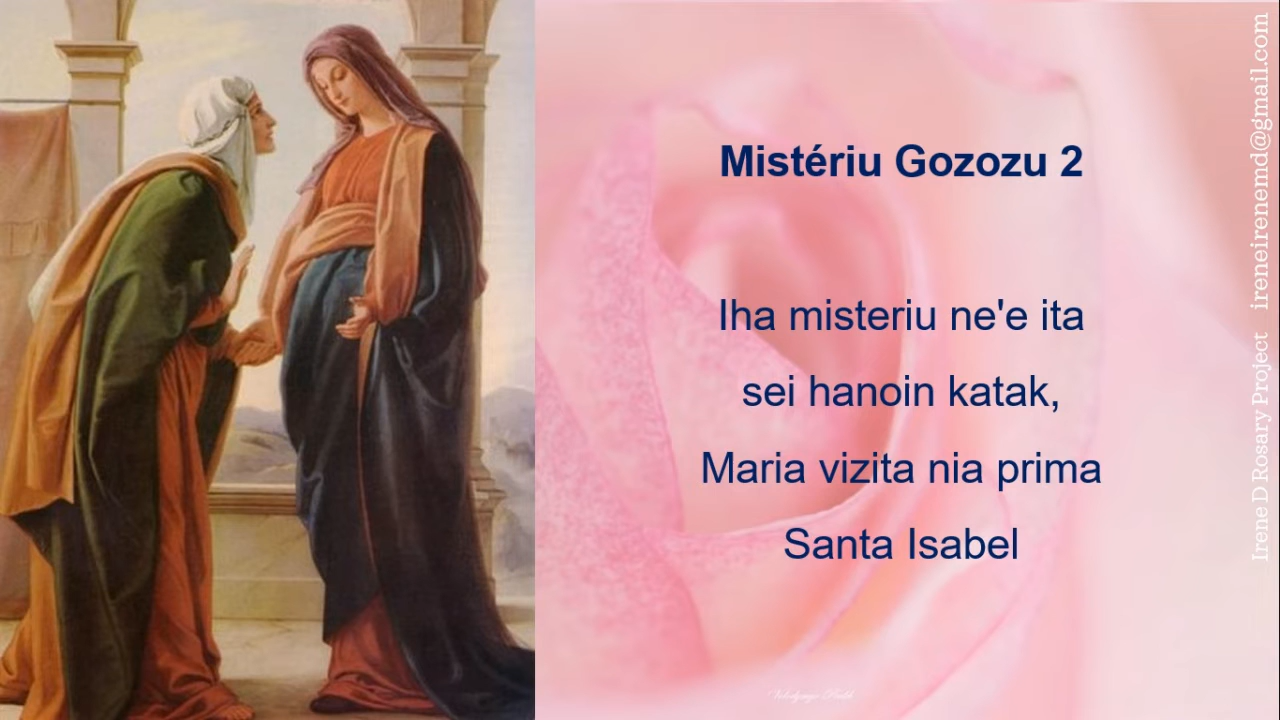 Mistériu Gozozu 2
Iha misteriu ne'e ita
sei hanoin katak,
Maria vizita nia prima
Santa Isabel
Irene D Rosary Project ireneirenemd@gmail.com